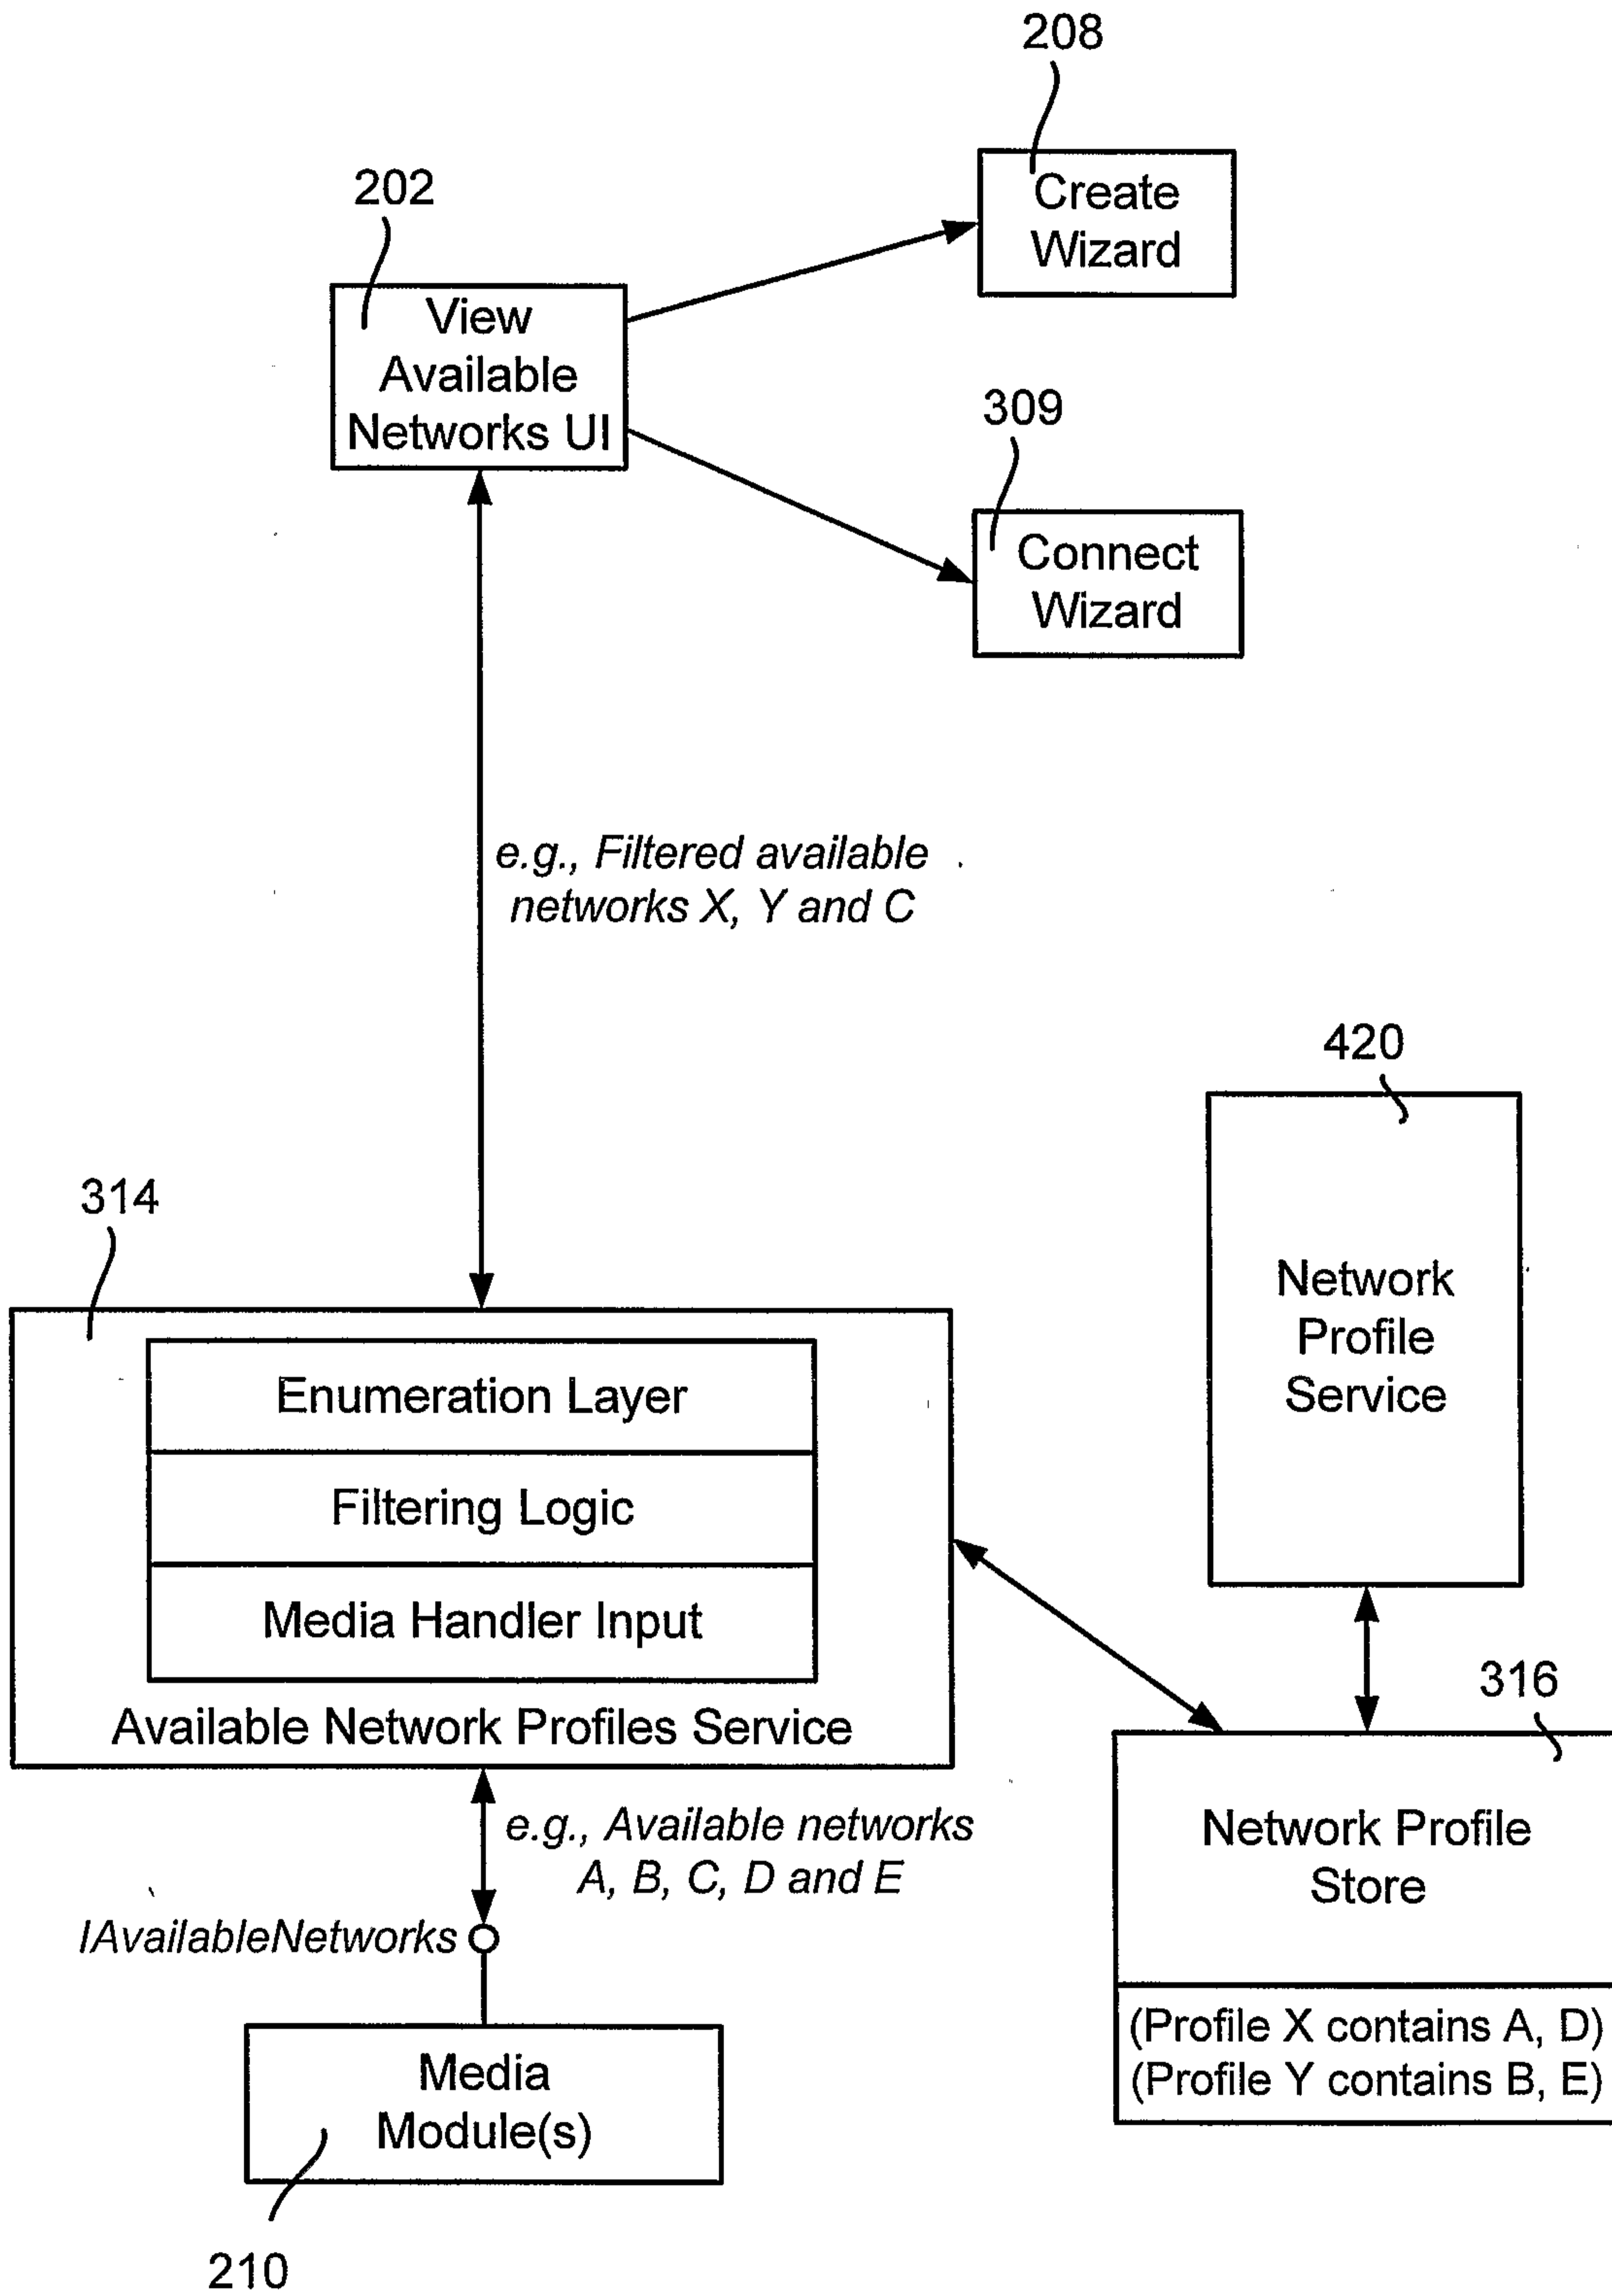 208
Create
Wizard
202
View
Available
Networks UI
309
Connect
Wizard
e.g., Filtered available
networks X, Y and C
420
Network
Profile
Service
314
Enumeration Layer
Filtering Logic
Media Handler Input
Available Network Profiles Service
316
Network Profile
Store
(Profile X contains A, D)
(Profile Y contains B, E)
e.g., Available networks
A, B, C, D and E
IAvailableNetworks
Media
Module(s)
210